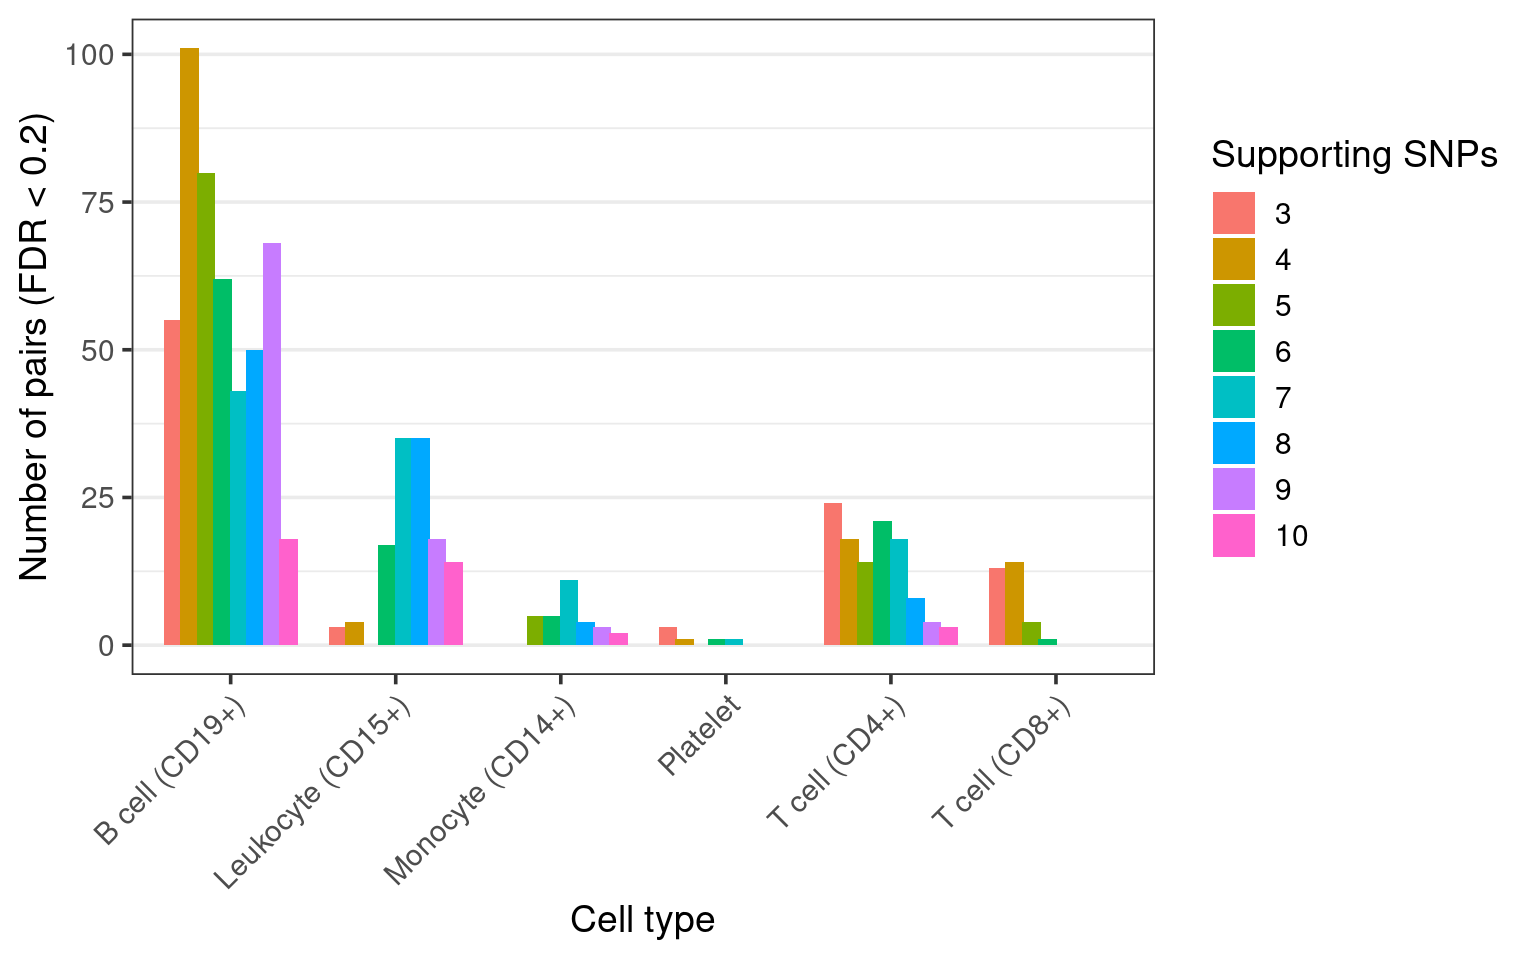 Number of pairs (FDR < 0.2)
100
75
50
25
0
B cell (CD19+)
Leukocyte (CD15+)
Monocyte (CD14+)
Platelet
T cell (CD4+)
T cell (CD8+)
Cell type
Supporting SNPs
3
4
5
6
7
8
9
10